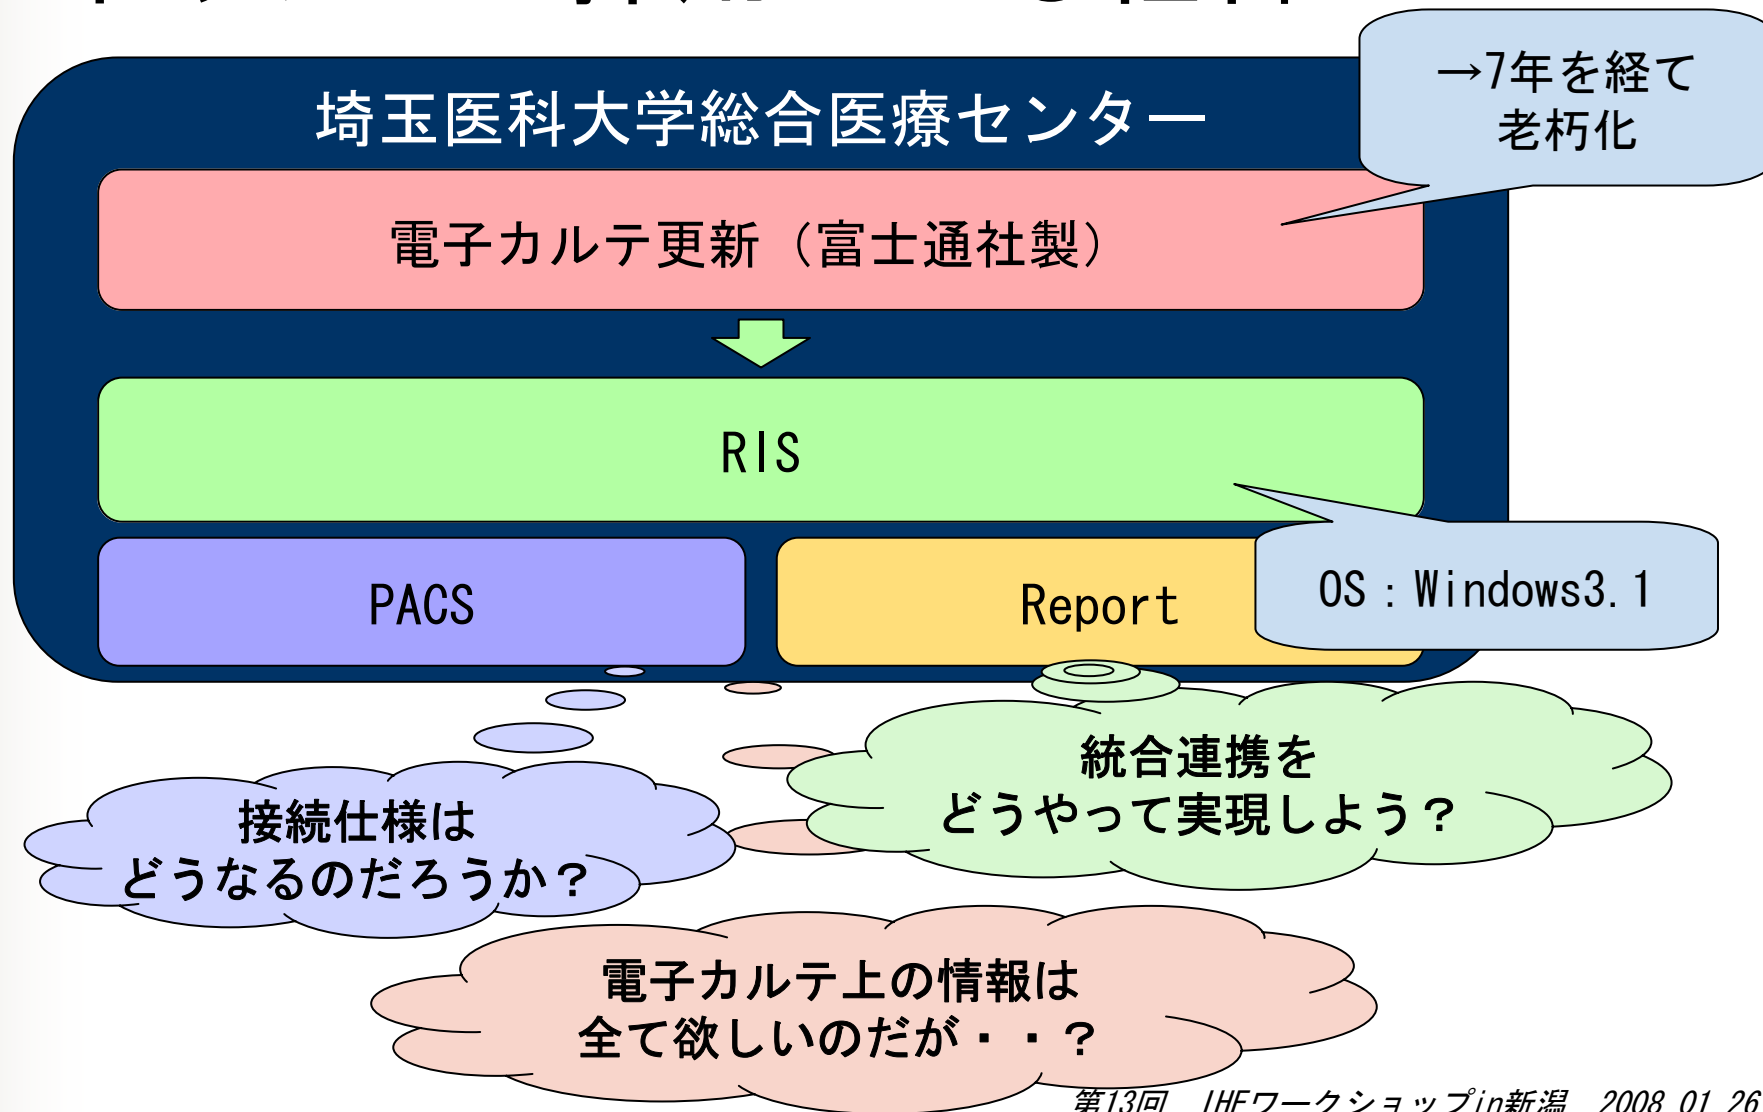 埼玉医科大学総合医療センター
→7年を経て
老朽化
電子カルテ更新（富士通社製）
RIS
PACS
Report
OS：Windows3.1
統合連携を
どうやって実現しよう？
接続仕様は
どうなるのだろうか？
電子カルテ上の情報は
全て欲しいのだが・・？
第13回　IHEワークショップin新潟　2008.01.26